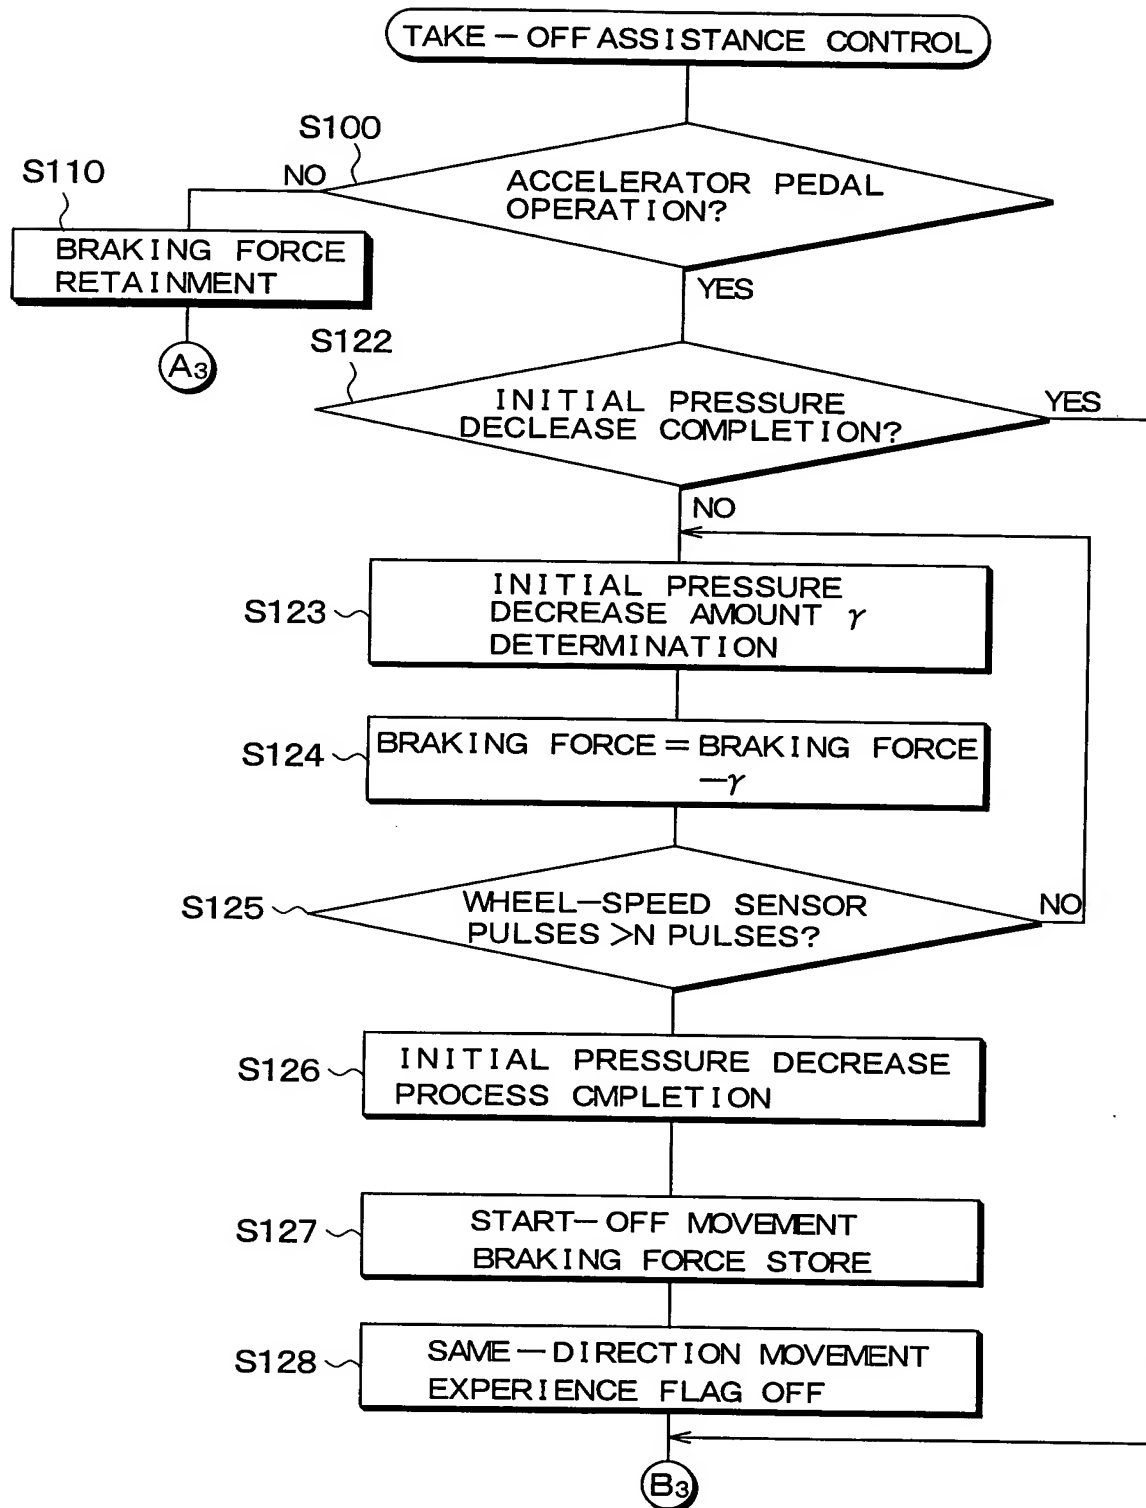 TAKE-OFF ASSISTANCE CONTROL
S100
ACCELERATOR PEDAL
OPERATION?
NO
YES
S110
BRAKING FORCE
RETAINMENT
A3
S122
INITIAL PRESSURE
DECLEASE COMPLETION?
YES
NO
S123
INITIAL PRESSURE
DECREASE AMOUNT γ
DETERMINATION
S124
BRAKING FORCE=BRAKING FORCE
-γ
S125
WHEEL-SPEED SENSOR
PULSES >N PULSES?
NO
S126
INITIAL PRESSURE DECREASE
PROCESS CMPLETION
S127
START-OFF MOVEMENT
BRAKING FORCE STORE
S128
SAME-DIRECTION MOVEMENT
EXPERIENCE FLAG OFF
B3